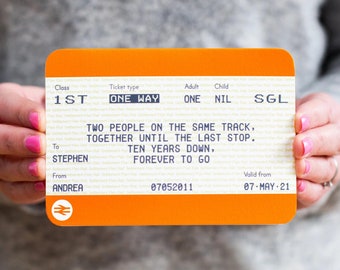 Class Ticket type Adult Child
1ST ONE WAY ONE NIL SGL
TWO PEOPLE ON THE SAME TRACK,
TOGETHER UNTIL THE LAST STOP.
TEN YEARS DOWN,
FOREVER TO GO
To
STEPHEN
From Valid from
ANDREA 07052011 07·MAY·21